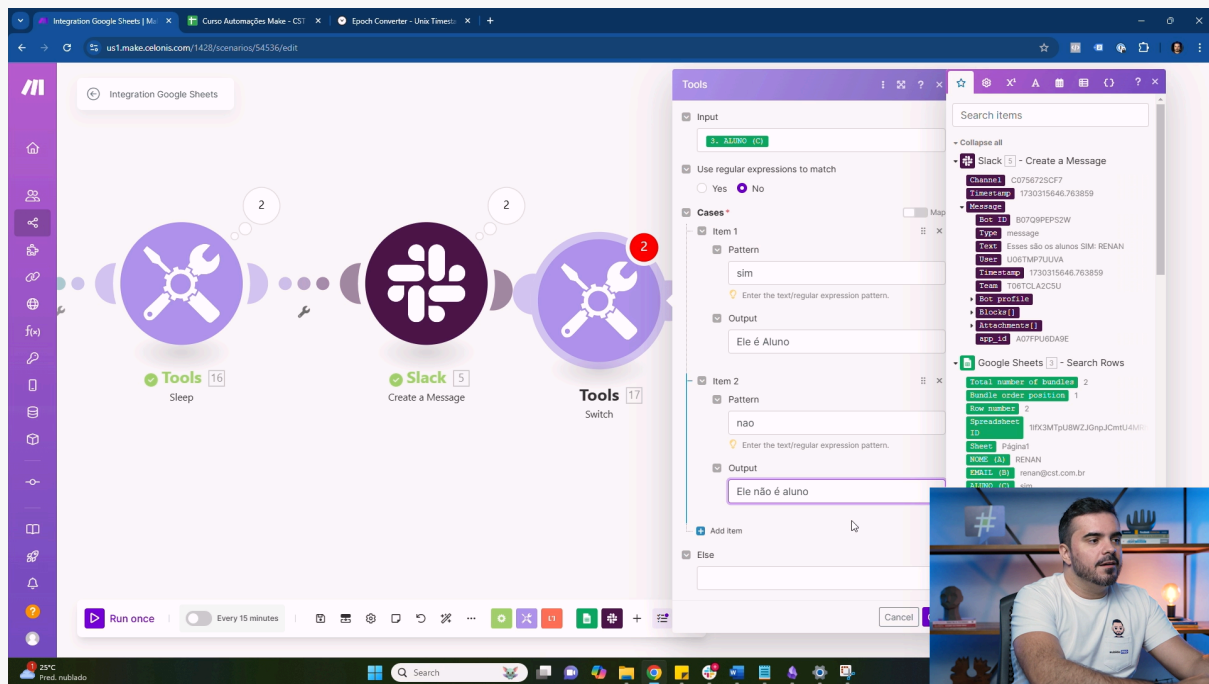 Integration Google Sheets | Ma
Curso Automações Make - CST
Epoch Converter - Unix Timesta
us1.make.celonis.com/1428/scenarios/54536/edit
Integration Google Sheets
2
Tools 16
Sleep
2
Slack 5
Create a Message
2
Tools 17
Switch
Tools
Input
3. ALUNO (C)
Use regular expressions to match
Yes
No
Cases *
Map
Item 1
Pattern
sim
Enter the text/regular expression pattern.
Output
Ele é Aluno
Item 2
Pattern
nao
Enter the text/regular expression pattern.
Output
Ele não é aluno
Add item
Else
Cancel
Search items
Collapse all
Slack 5 - Create a Message
Channel C075672SCF7
Timestamp 1730315646.763859
Message
Bot ID B07Q9PEPS2W
Type message
Text Esses são os alunos SIM: RENAN
User U06TMP7UUVA
Timestamp 1730315646.763859
Team T06TCLA2C5U
Bot profile
Blocks[]
Attachments[]
app_id A07FPU6DA9E
Google Sheets 3 - Search Rows
Total number of bundles 2
Bundle order position 1
Row number 2
Spreadsheet ID 1IfX3MTpU8WZJGnpJCmtU4MR
Sheet Página1
NOME (A) RENAN
EMAIL (B) renan@cst.com.br
ALUNO (C) sim
Run once
Every 15 minutes
1
25°C
Pred. nublado
Search